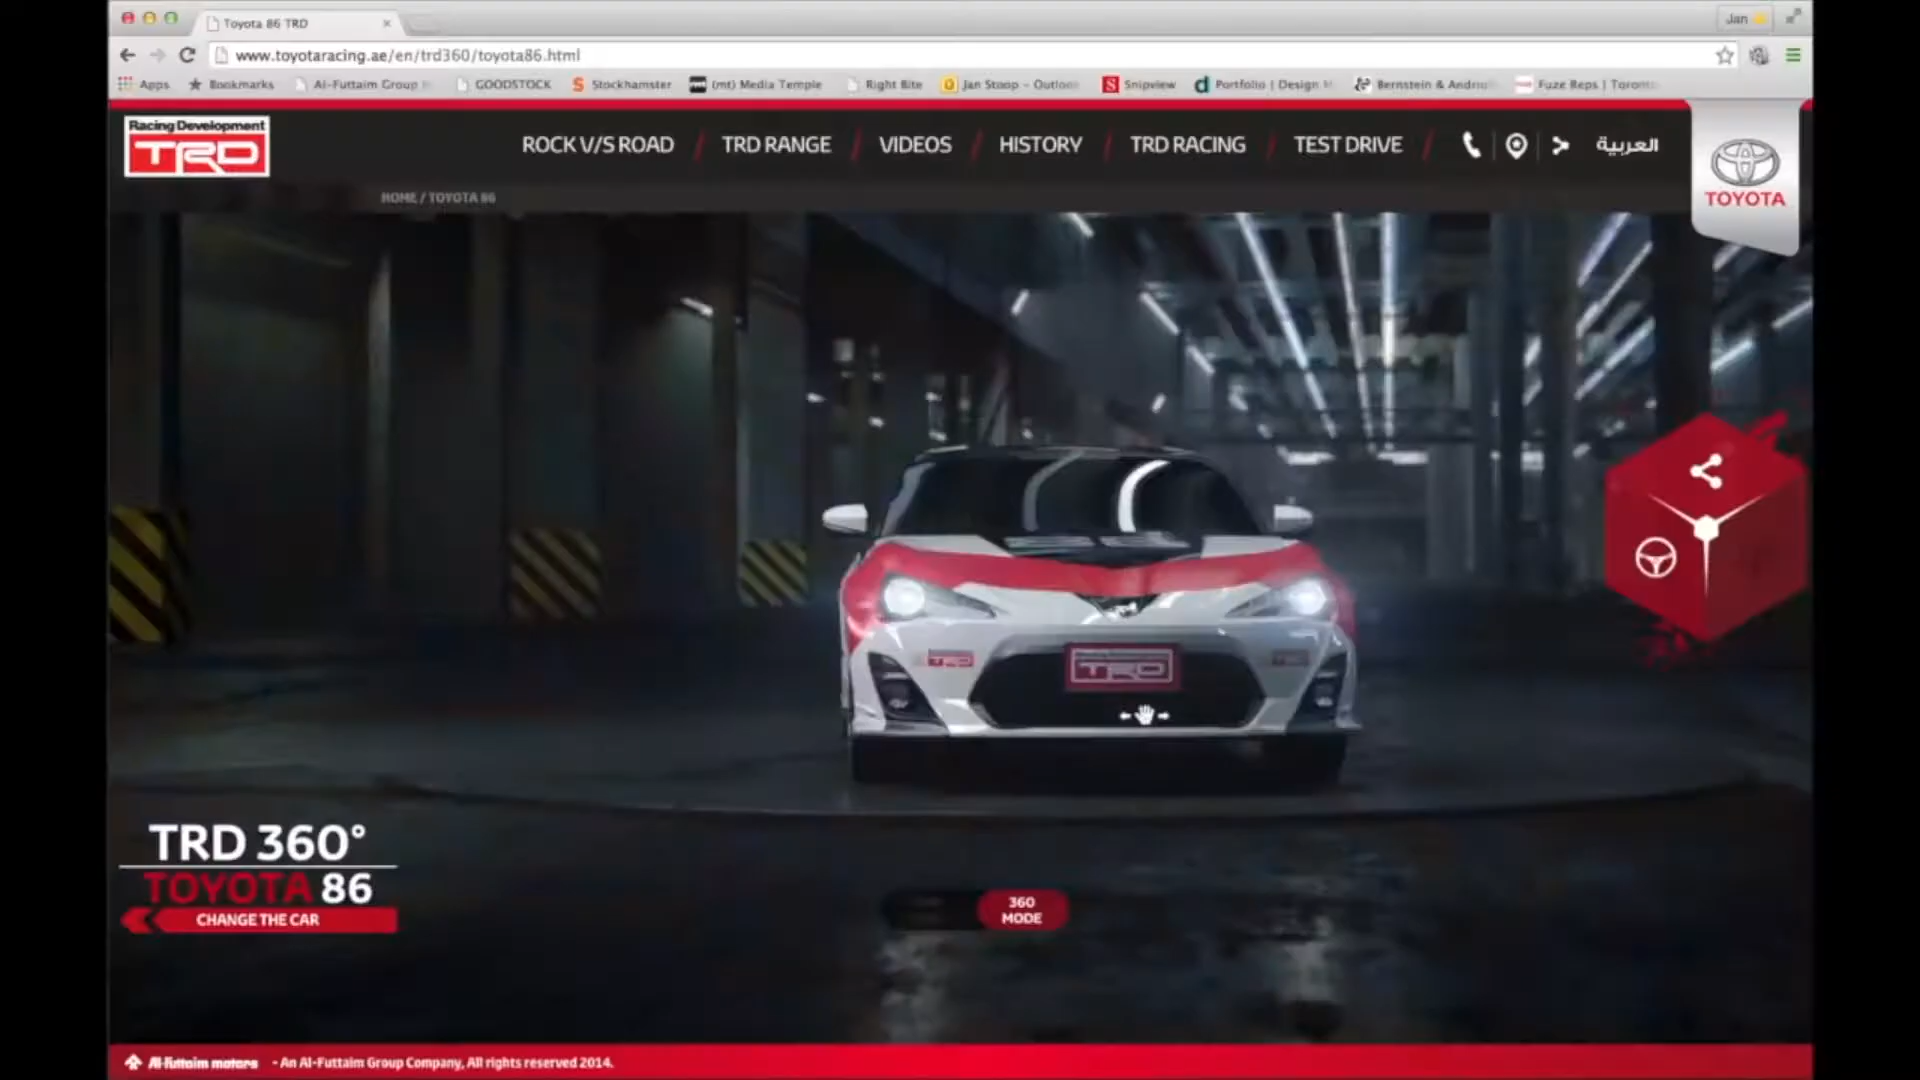 Toyota 86 TRD
Jan
www.toyotaracing.ae/en/trd360/toyota86.html
Apps
Bookmarks
Al-Futtaim Group
GOODSTOCK
Stockhamster
(mt) Media Temple
Right Bite
Jan Stoop - Outlook
Snipview
Portfolio | Design
Bernstein &
Fuze Reps | Toronto
Racing Development
TRD
ROCK V/S ROAD
TRD RANGE
VIDEOS
HISTORY
TRD RACING
TEST DRIVE
العربية
TOYOTA
HOME / TOYOTA 86
TRD
TRD
TRD
TRD 360°
TOYOTA 86
CHANGE THE CAR
360
MODE
Al-Futtaim motors - An Al-Futtaim Group Company, All rights reserved 2014.